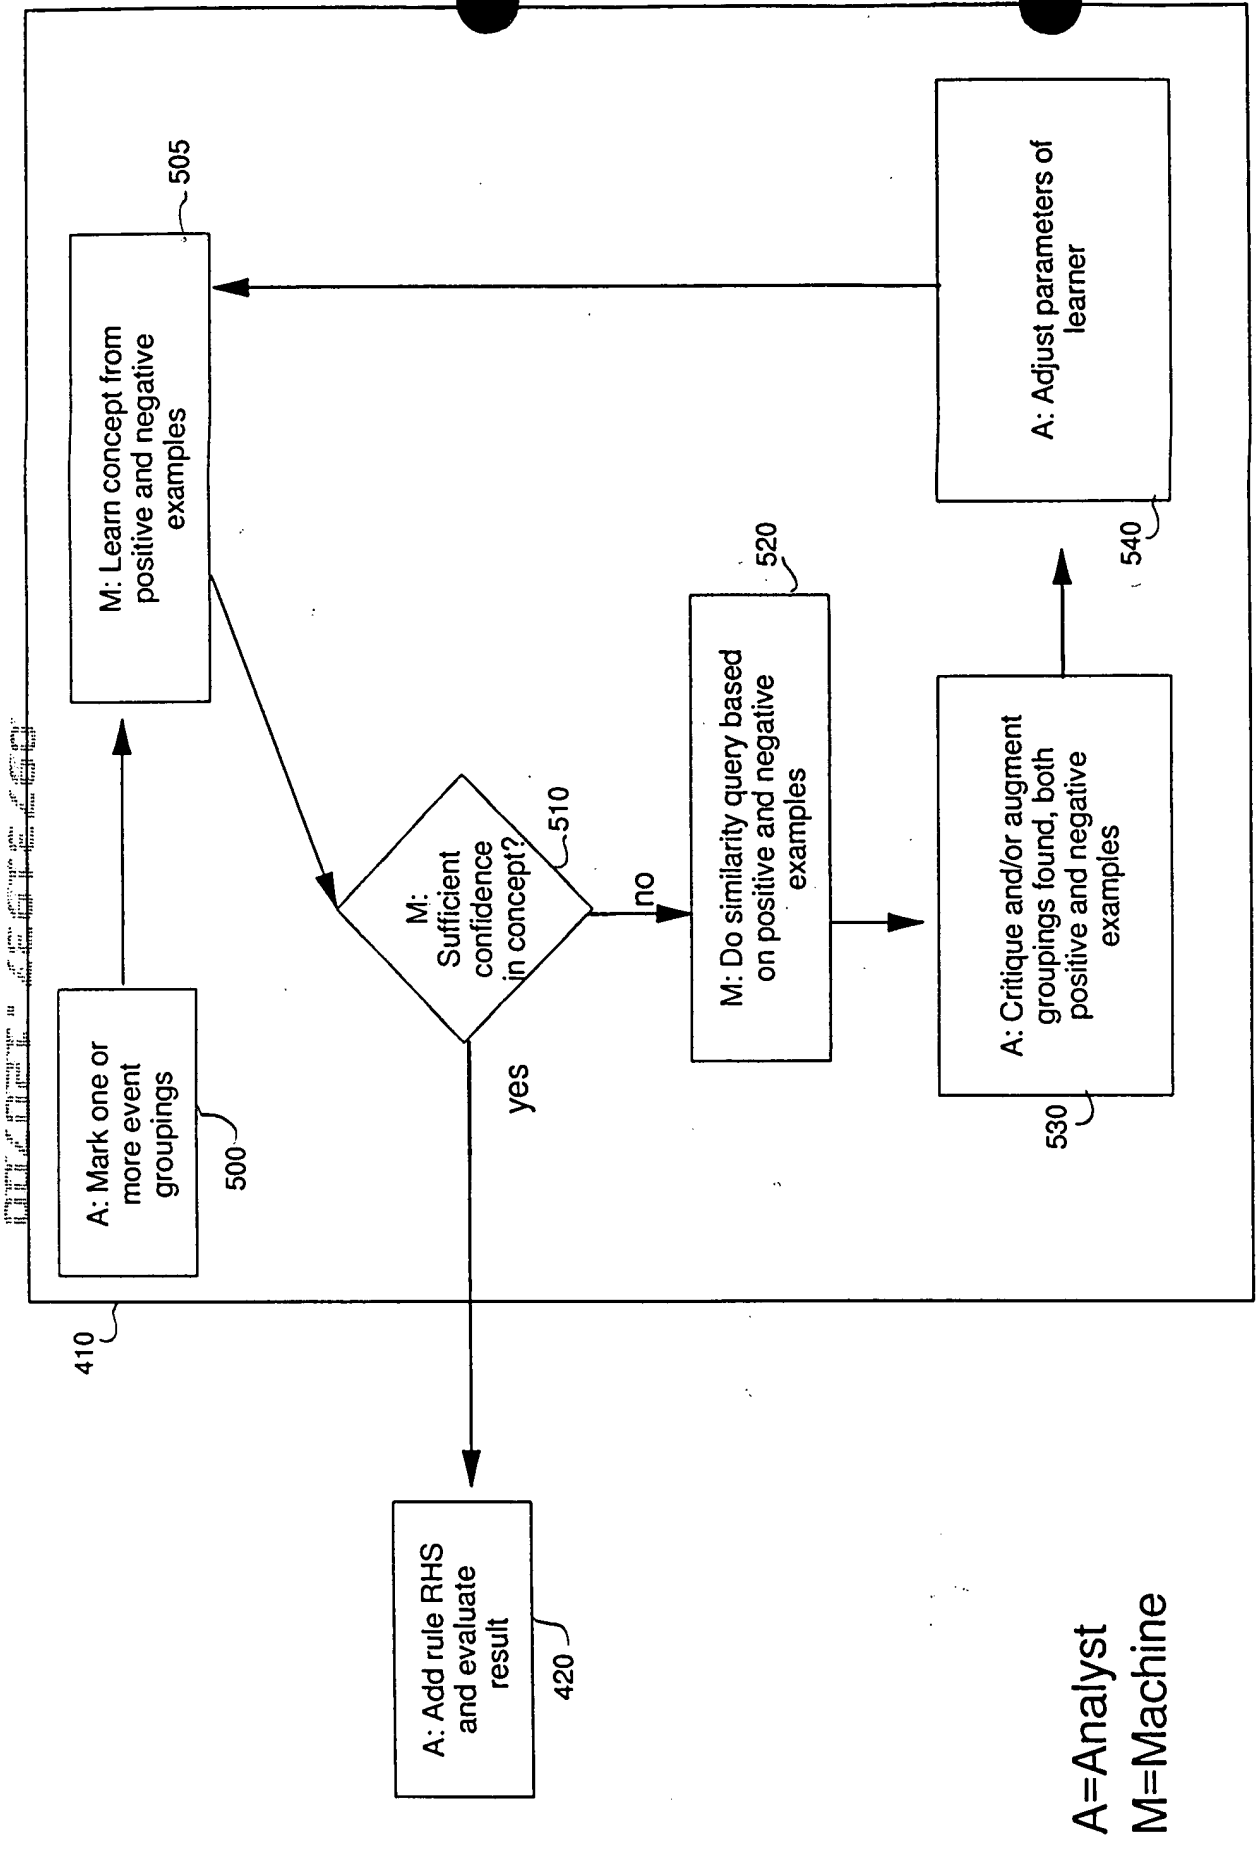 410
A: Mark one or
more event
groupings
500
M: Learn concept from
positive and negative
examples
505
M:
Sufficient
confidence
in concept?
510
yes
no
A: Add rule RHS
and evaluate
result
420
M: Do similarity query based
on positive and negative
examples
520
A: Critique and/or augment
groupings found, both
positive and negative
examples
530
A: Adjust parameters of
learner
540
A=Analyst
M=Machine